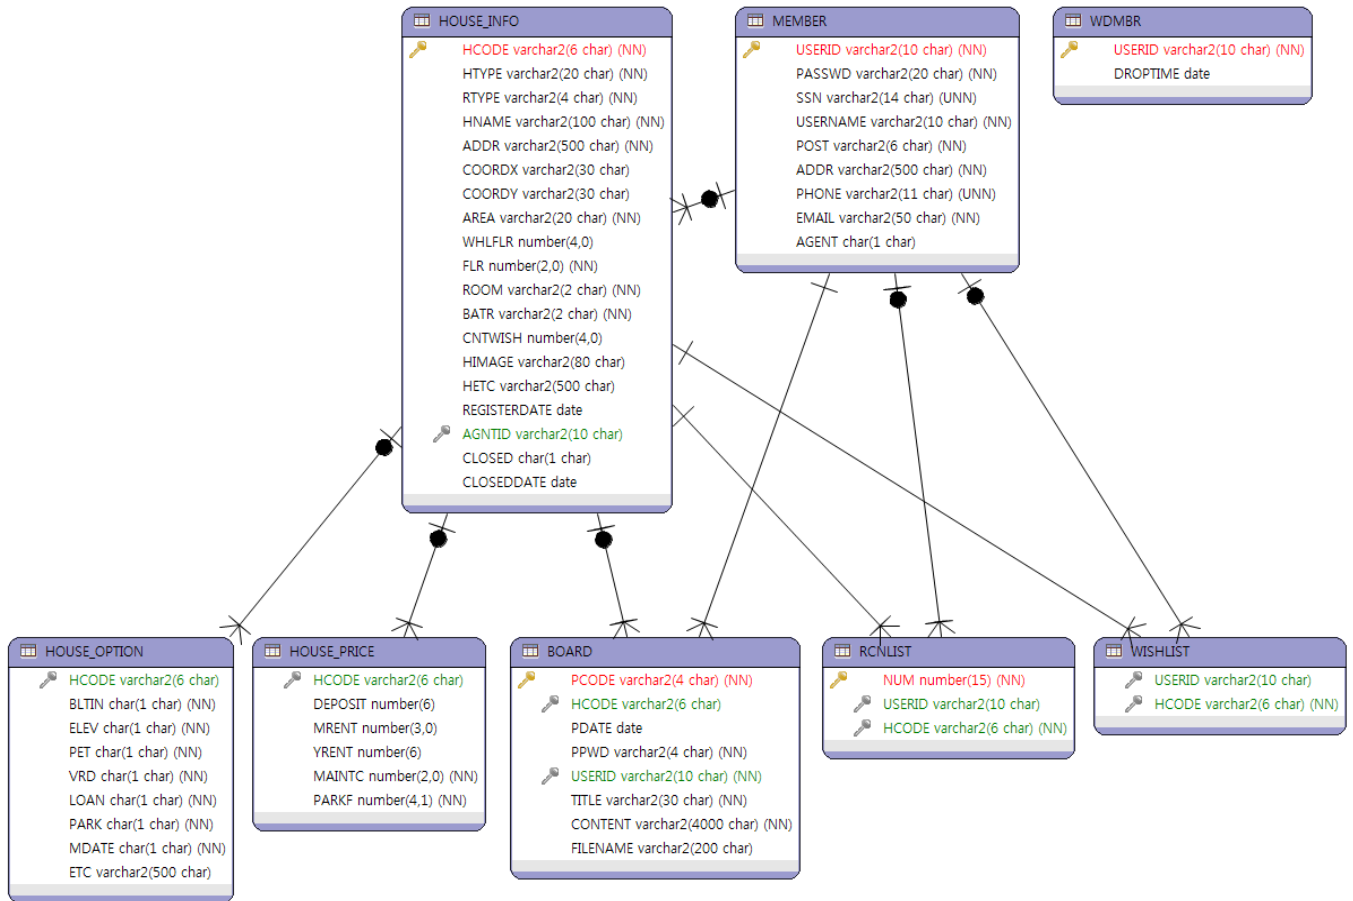 HOUSE_INFO
HCODE varchar2(6 char) (NN)
HTYPE varchar2(20 char) (NN)
RTYPE varchar2(4 char) (NN)
HNAME varchar2(100 char) (NN)
ADDR varchar2(500 char) (NN)
COORDX varchar2(30 char)
COORDY varchar2(30 char)
AREA varchar2(20 char) (NN)
WHLFLR number(4,0)
FLR number(2,0) (NN)
ROOM varchar2(2 char) (NN)
BATR varchar2(2 char) (NN)
CNTWISH number(4,0)
HIMAGE varchar2(80 char)
HETC varchar2(500 char)
REGISTERDATE date
AGNTID varchar2(10 char)
CLOSED char(1 char)
CLOSEDDATE date
MEMBER
USERID varchar2(10 char) (NN)
PASSWD varchar2(20 char) (NN)
SSN varchar2(14 char) (UNN)
USERNAME varchar2(10 char) (NN)
POST varchar2(6 char) (NN)
ADDR varchar2(500 char) (NN)
PHONE varchar2(11 char) (UNN)
EMAIL varchar2(50 char) (NN)
AGENT char(1 char)
WDMBR
USERID varchar2(10 char) (NN)
DROPTIME date
HOUSE_OPTION
HCODE varchar2(6 char)
BLTIN char(1 char) (NN)
ELEV char(1 char) (NN)
PET char(1 char) (NN)
VRD char(1 char) (NN)
LOAN char(1 char) (NN)
PARK char(1 char) (NN)
MDATE char(1 char) (NN)
ETC varchar2(500 char)
HOUSE_PRICE
HCODE varchar2(6 char)
DEPOSIT number(6)
MRENT number(3,0)
YRENT number(6)
MAINTC number(2,0) (NN)
PARKF number(4,1) (NN)
BOARD
PCODE varchar2(4 char) (NN)
HCODE varchar2(6 char)
PDATE date
PPWD varchar2(4 char) (NN)
USERID varchar2(10 char) (NN)
TITLE varchar2(30 char) (NN)
CONTENT varchar2(4000 char) (NN)
FILENAME varchar2(200 char)
RCNLIST
NUM number(15) (NN)
USERID varchar2(10 char)
HCODE varchar2(6 char) (NN)
WISHLIST
USERID varchar2(10 char)
HCODE varchar2(6 char) (NN)